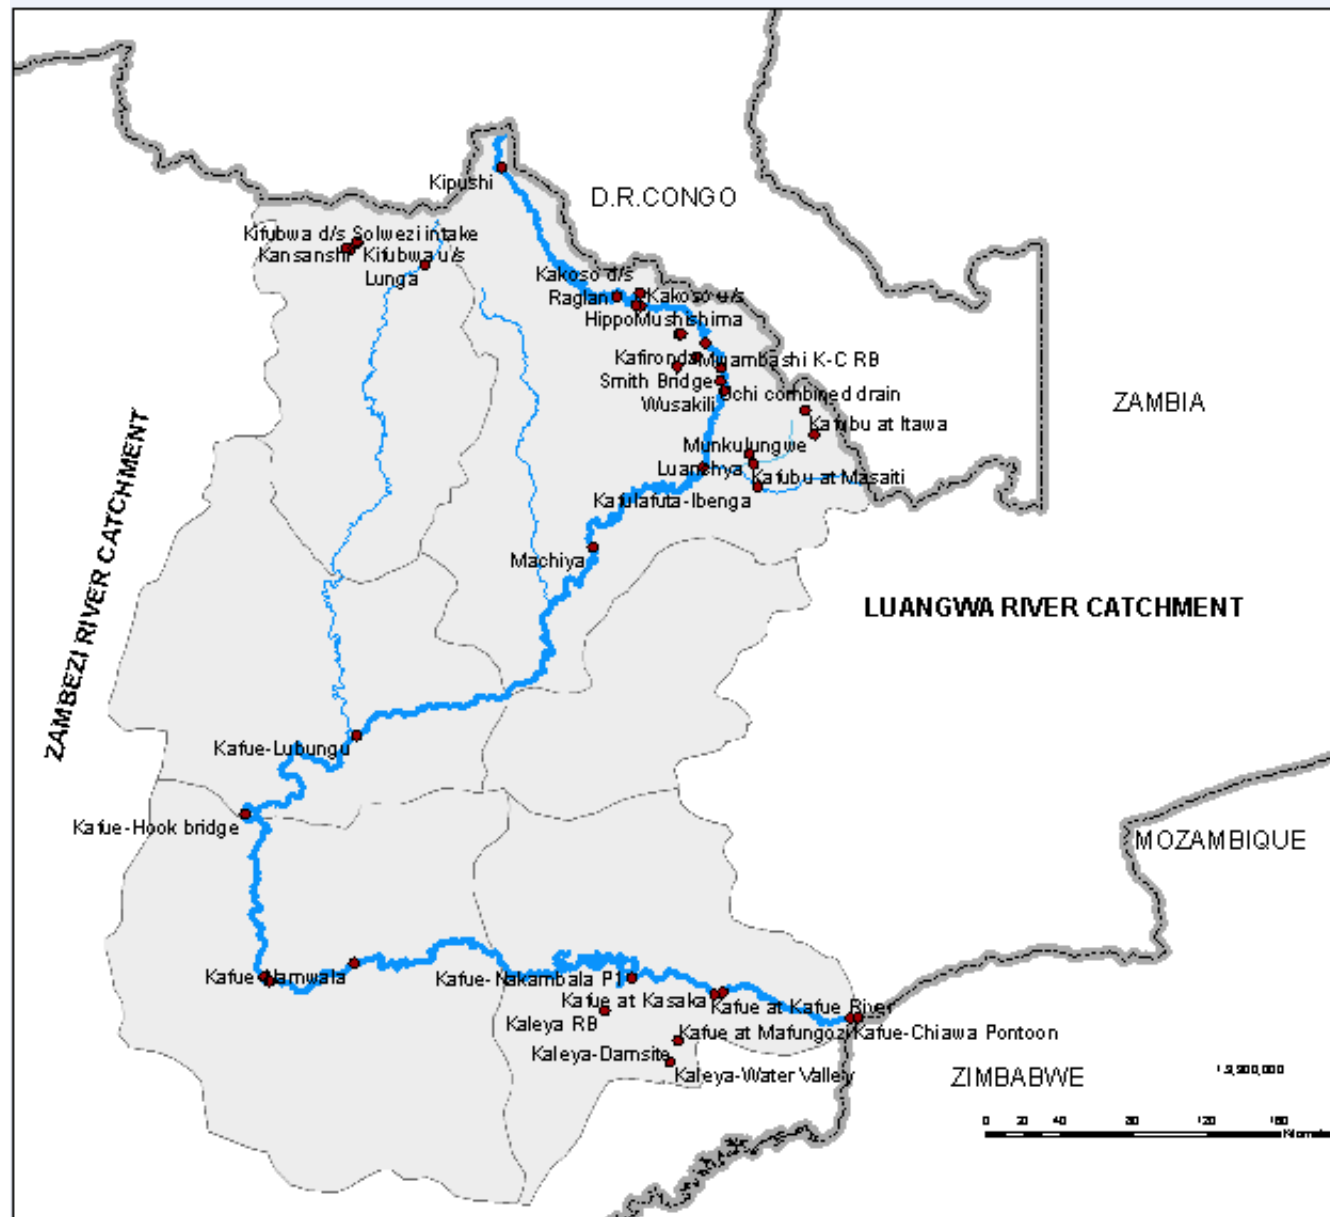 Kipushi
D.R.CONGO
Kifubwa d/s Solwezi intake
Kansanshi
Kifubwa u/s
Lunga
Kakoso d/s
Raglan
Kakoso u/s
Hippo
Mushishima
Kafironda
Mwambashi K-C RB
Smith Bridge
Wusakili
Uchi combined drain
ZAMBIA
Kafubu at Itawa
Munkulungwe
Luanshya
Kafubu at Masaiti
Kafulafuta-Ibenga
Machiya
ZAMBEZI RIVER CATCHMENT
LUANGWA RIVER CATCHMENT
Kafue-Lubungu
Kafue-Hook bridge
MOZAMBIQUE
Kafue Namwala
Kafue-Nakambala P1
Kafue at Kasaka
Kafue at Kafue River
Kaleya RB
Kafue at Mafungozi
Kafue-Chiawa Pontoon
Kaleya-Damsite
Kaleya-Water Valley
ZIMBABWE
0 20 40 80 120 160